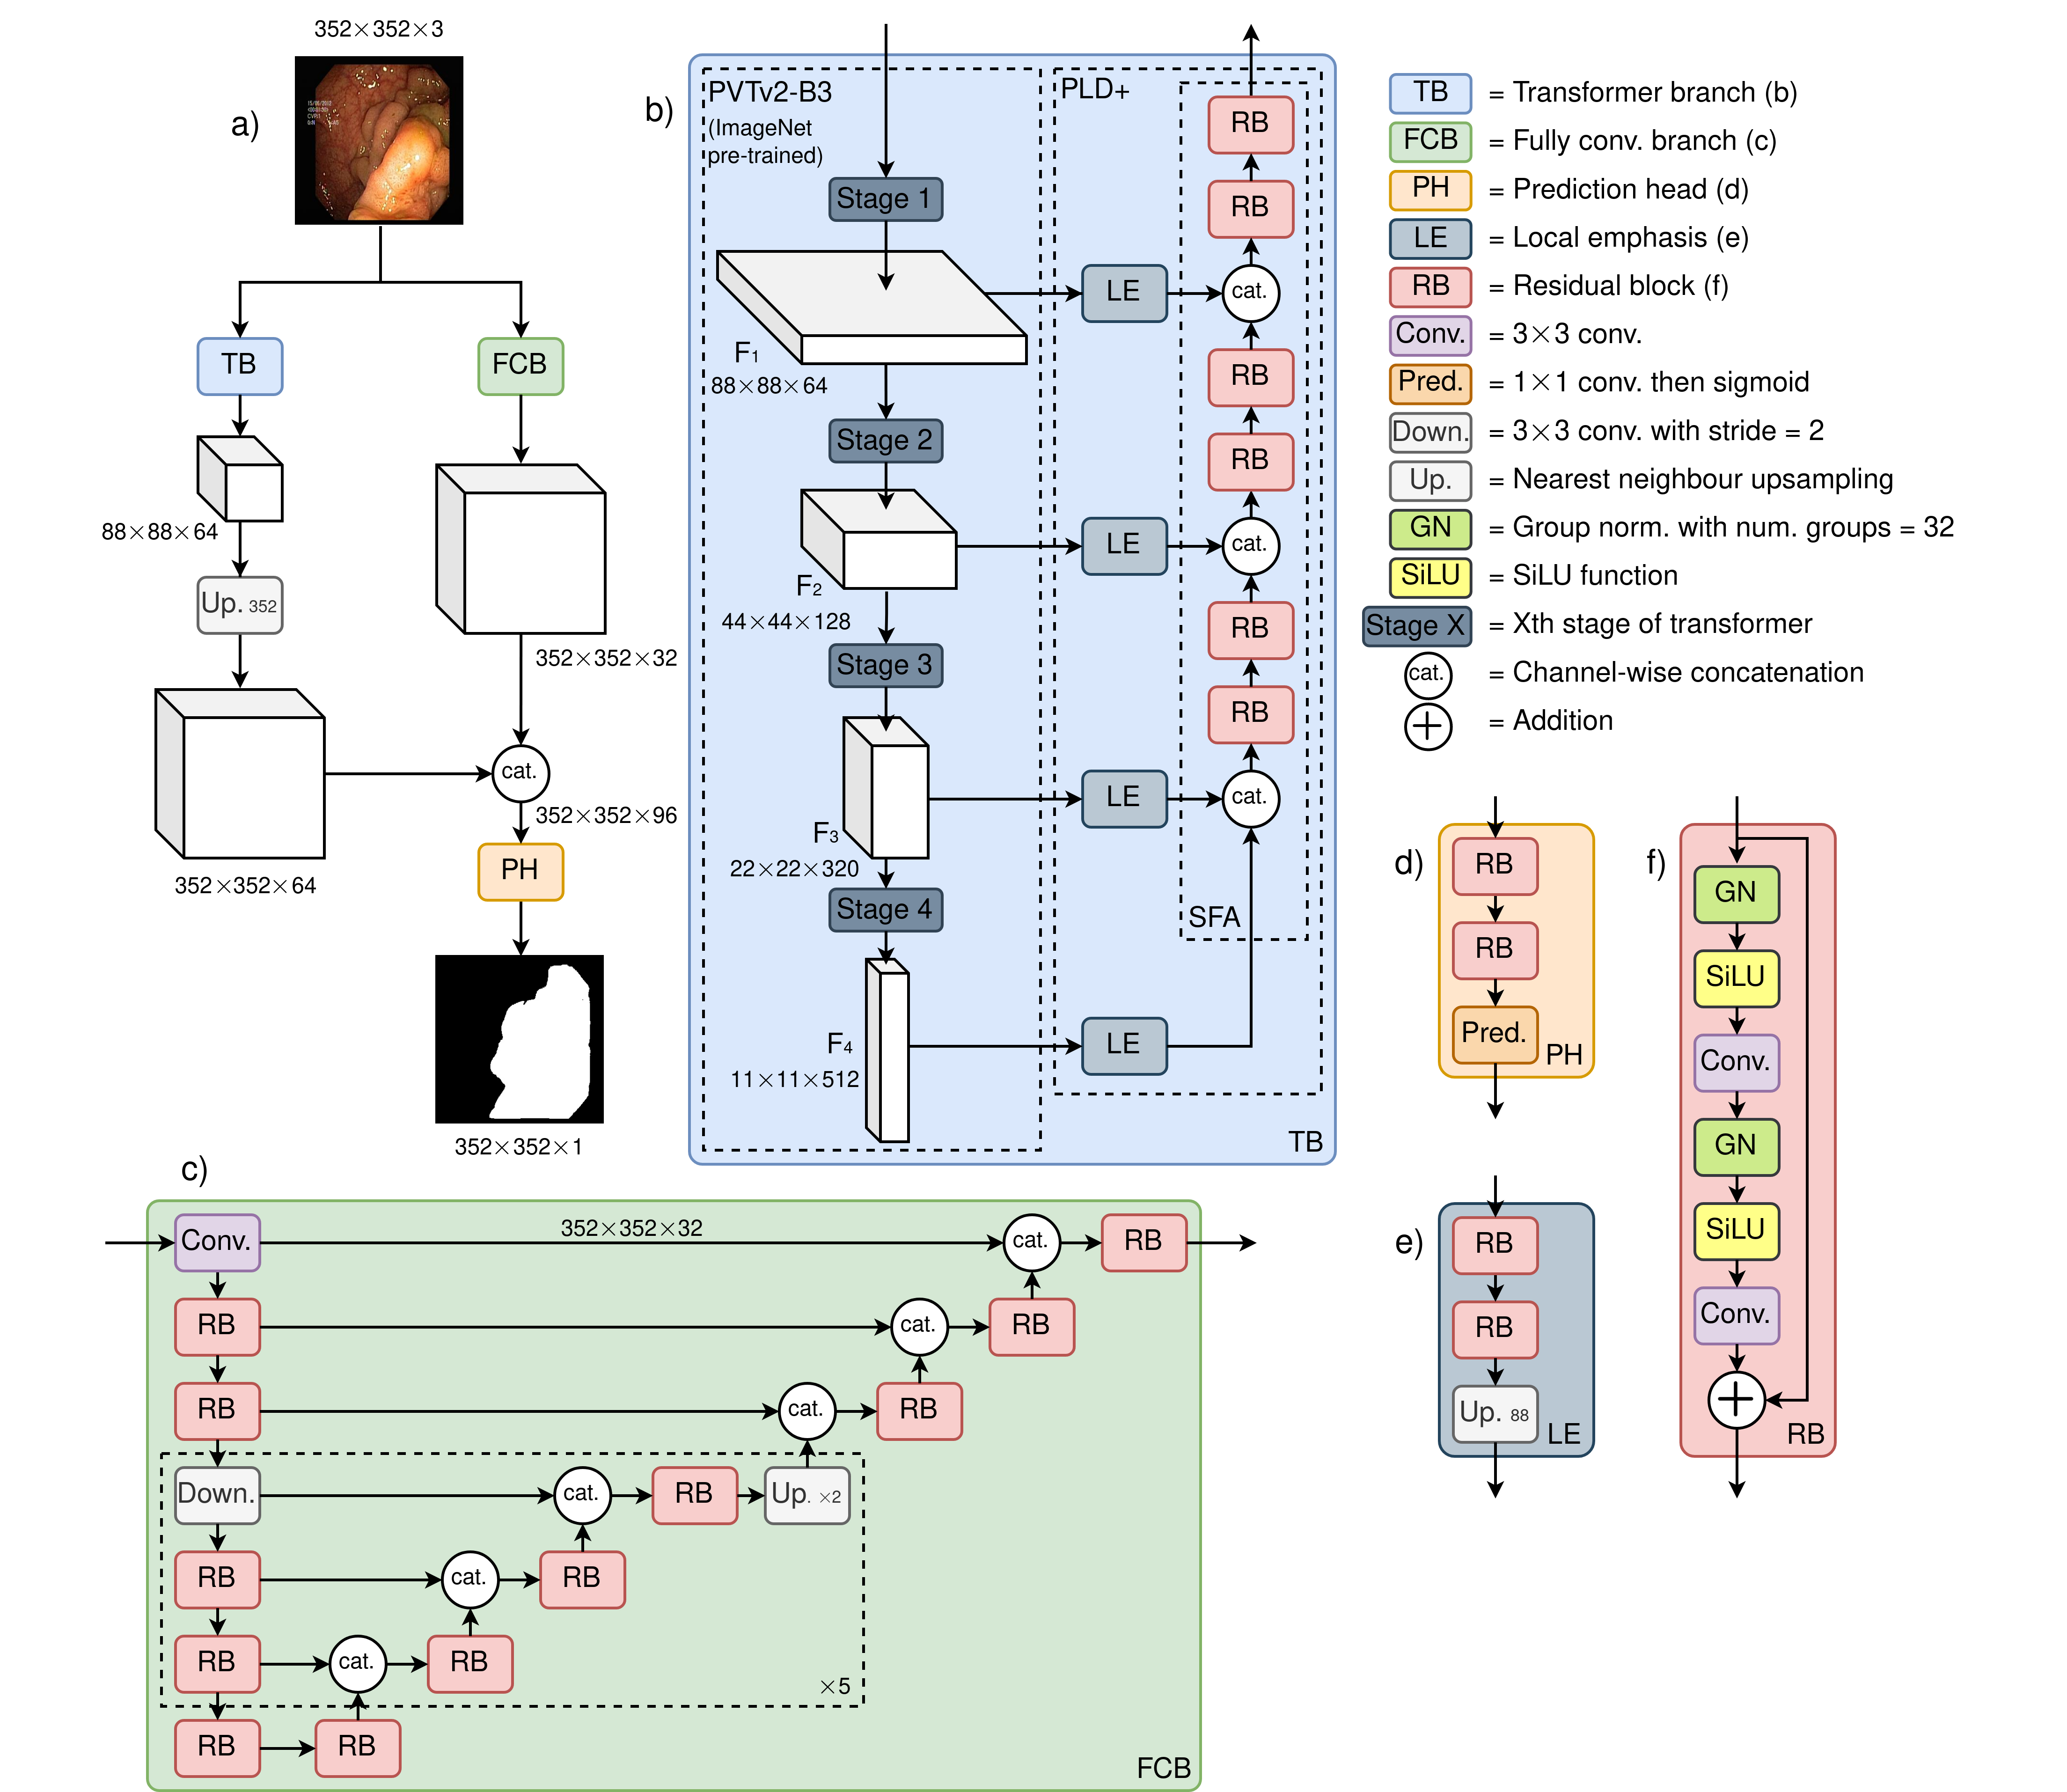 352×352×3
a)
TB
FCB
88×88×64
Up. 352
352×352×32
352×352×64
cat.
352×352×96
PH
352×352×1
b)
PVTv2-B3
(ImageNet
pre-trained)
Stage 1
F1
88×88×64
Stage 2
F2
44×44×128
Stage 3
F3
22×22×320
Stage 4
F4
11×11×512
PLD+
LE
LE
LE
LE
RB
RB
cat.
RB
RB
cat.
RB
RB
cat.
SFA
TB
TB = Transformer branch (b)
FCB = Fully conv. branch (c)
PH = Prediction head (d)
LE = Local emphasis (e)
RB = Residual block (f)
Conv. = 3×3 conv.
Pred. = 1×1 conv. then sigmoid
Down. = 3×3 conv. with stride = 2
Up. = Nearest neighbour upsampling
GN = Group norm. with num. groups = 32
SiLU = SiLU function
Stage X = Xth stage of transformer
cat. = Channel-wise concatenation
= Addition
c)
Conv. 352×352×32 cat. RB
RB cat. RB
RB cat. RB
Down. cat. RB Up. ×2
RB cat. RB
RB cat. RB
×5
RB RB
FCB
d)
RB
RB
Pred.
PH
e)
RB
RB
Up. 88
LE
f)
GN
SiLU
Conv.
GN
SiLU
Conv.
RB